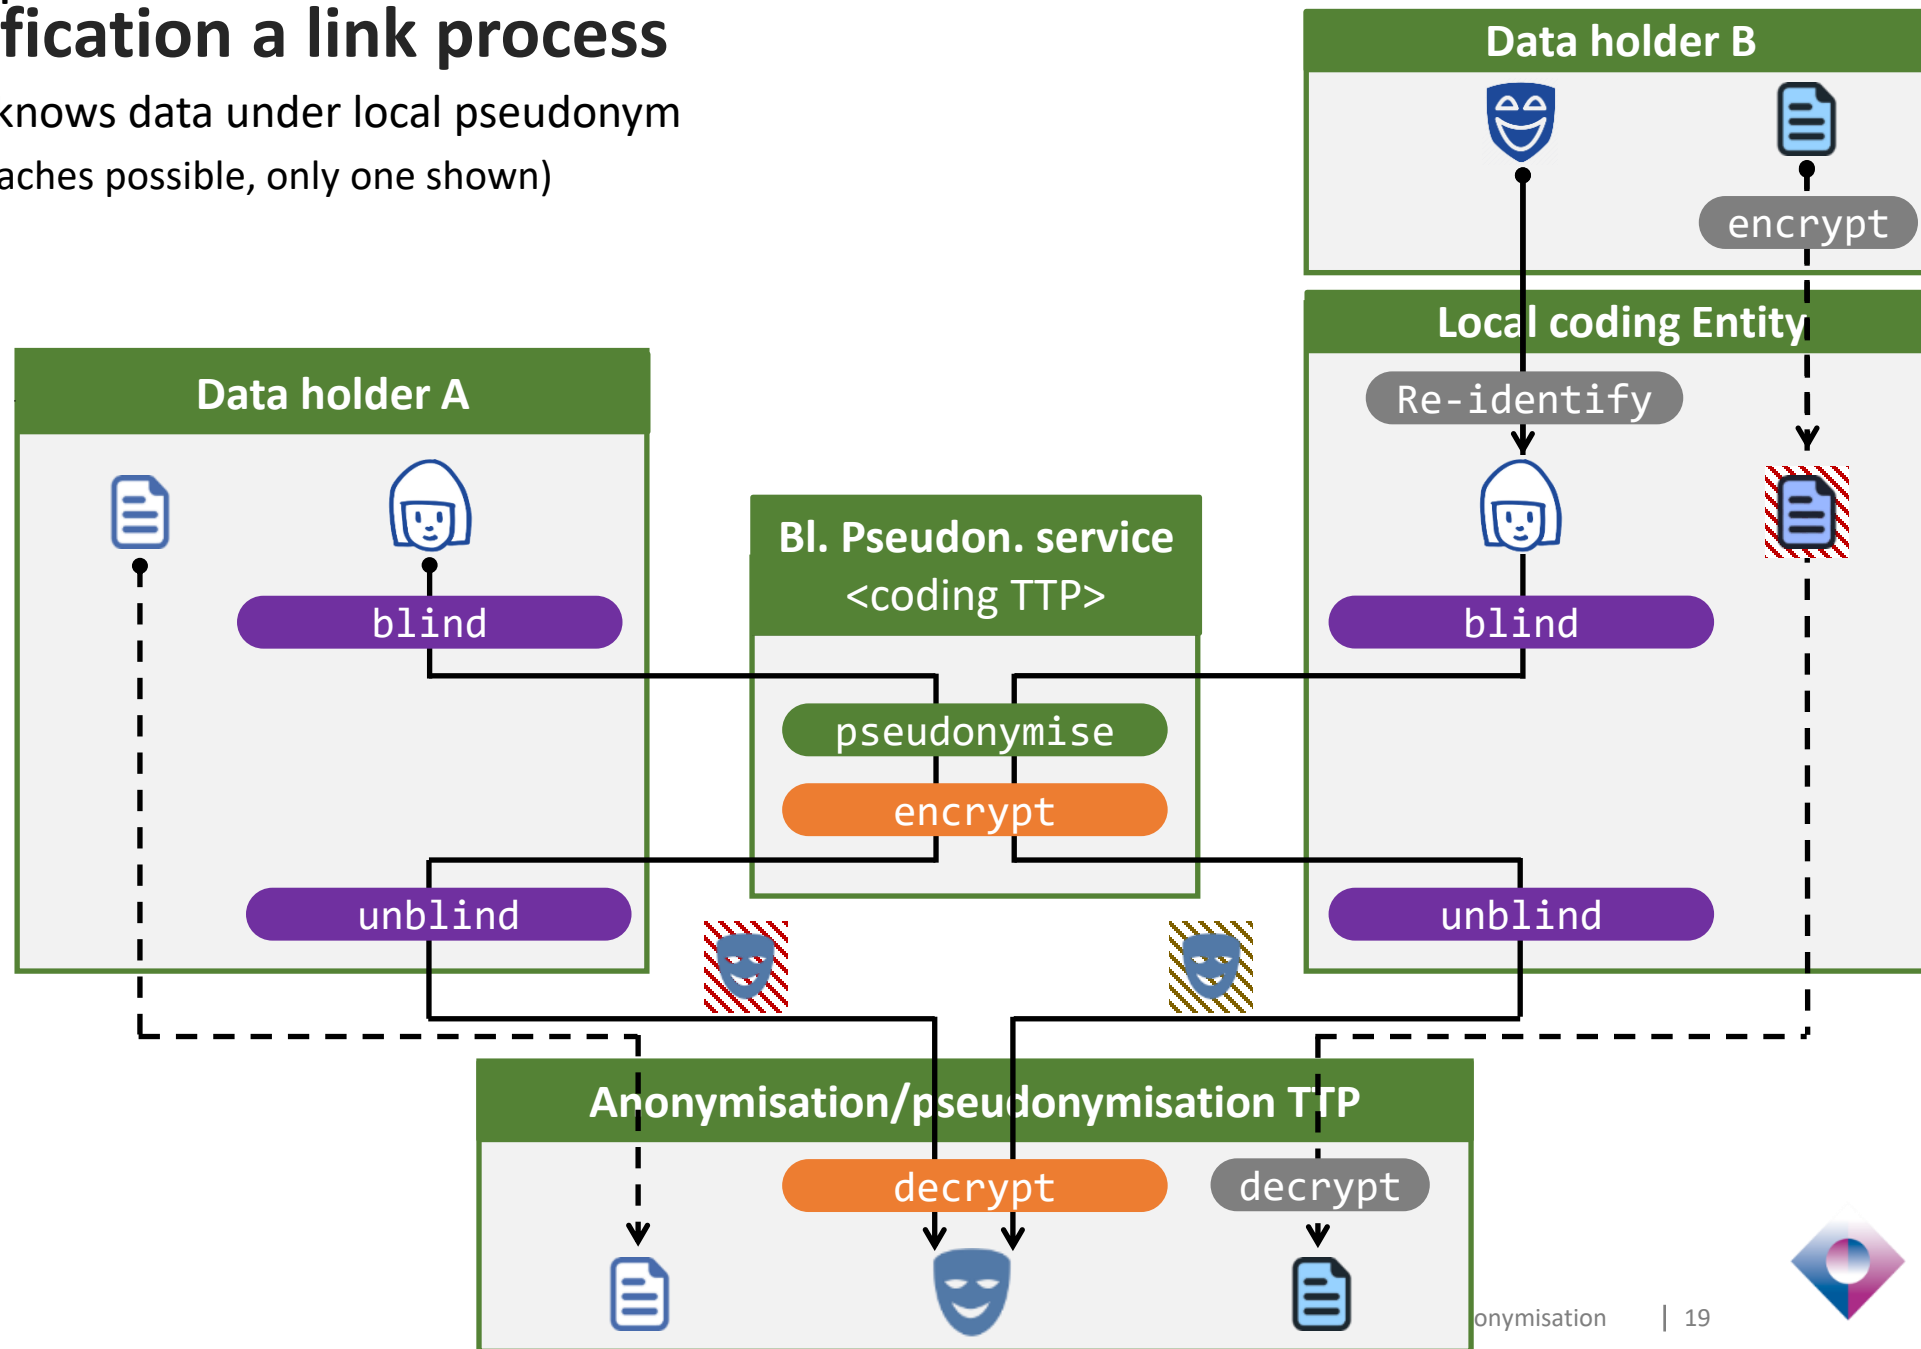 fication a link process
knows data under local pseudonym
aches possible, only one shown)
Data holder B
encrypt
Local coding Entity
Re-identify
blind
unblind
Data holder A
blind
unblind
Bl. Pseudon. service
<coding TTP>
pseudonymise
encrypt
Anonymisation/pseudonymisation TTP
decrypt
decrypt
onymisation | 19